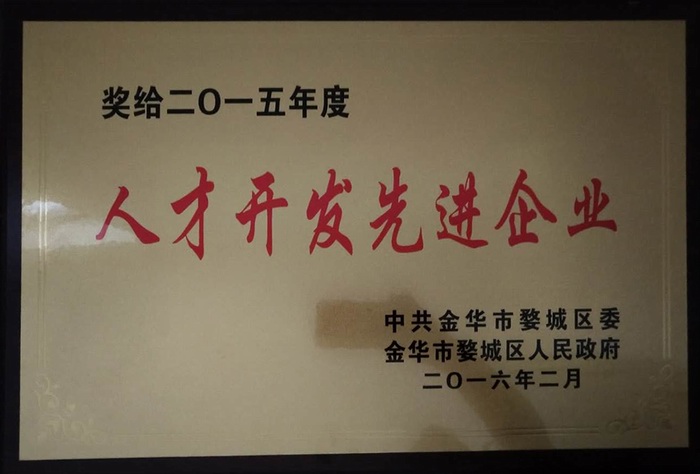 奖给二〇一五年度
人才开发先进企业
中共金华市婺城区委
金华市婺城区人民政府
二〇一六年二月